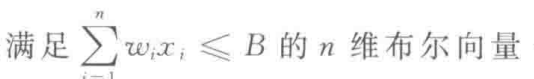 满足 $\sum_{i=1}^{n} w_i x_i \leqslant B$ 的 n 维布尔向量